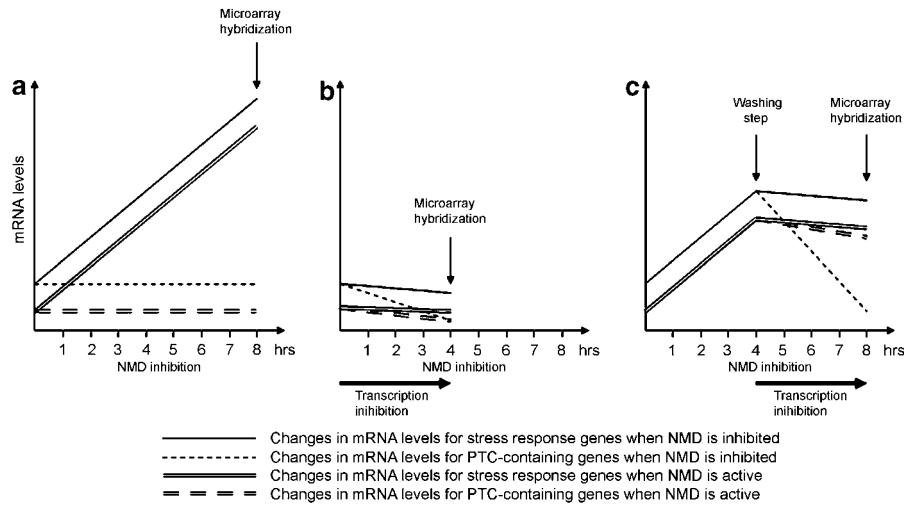 a
Microarray
hybridization
mRNA levels
1 2 3 4 5 6 7 8 hrs
NMD inhibition
b
Microarray
hybridization
1 2 3 4 5 6 7 8 hrs
NMD inhibition
Transcription
inihibition
c
Washing
step
Microarray
hybridization
1 2 3 4 5 6 7 8 hrs
NMD inhibition
Transcription
inihibition
Changes in mRNA levels for stress response genes when NMD is inhibited
Changes in mRNA levels for PTC-containing genes when NMD is inhibited
Changes in mRNA levels for stress response genes when NMD is active
Changes in mRNA levels for PTC-containing genes when NMD is active